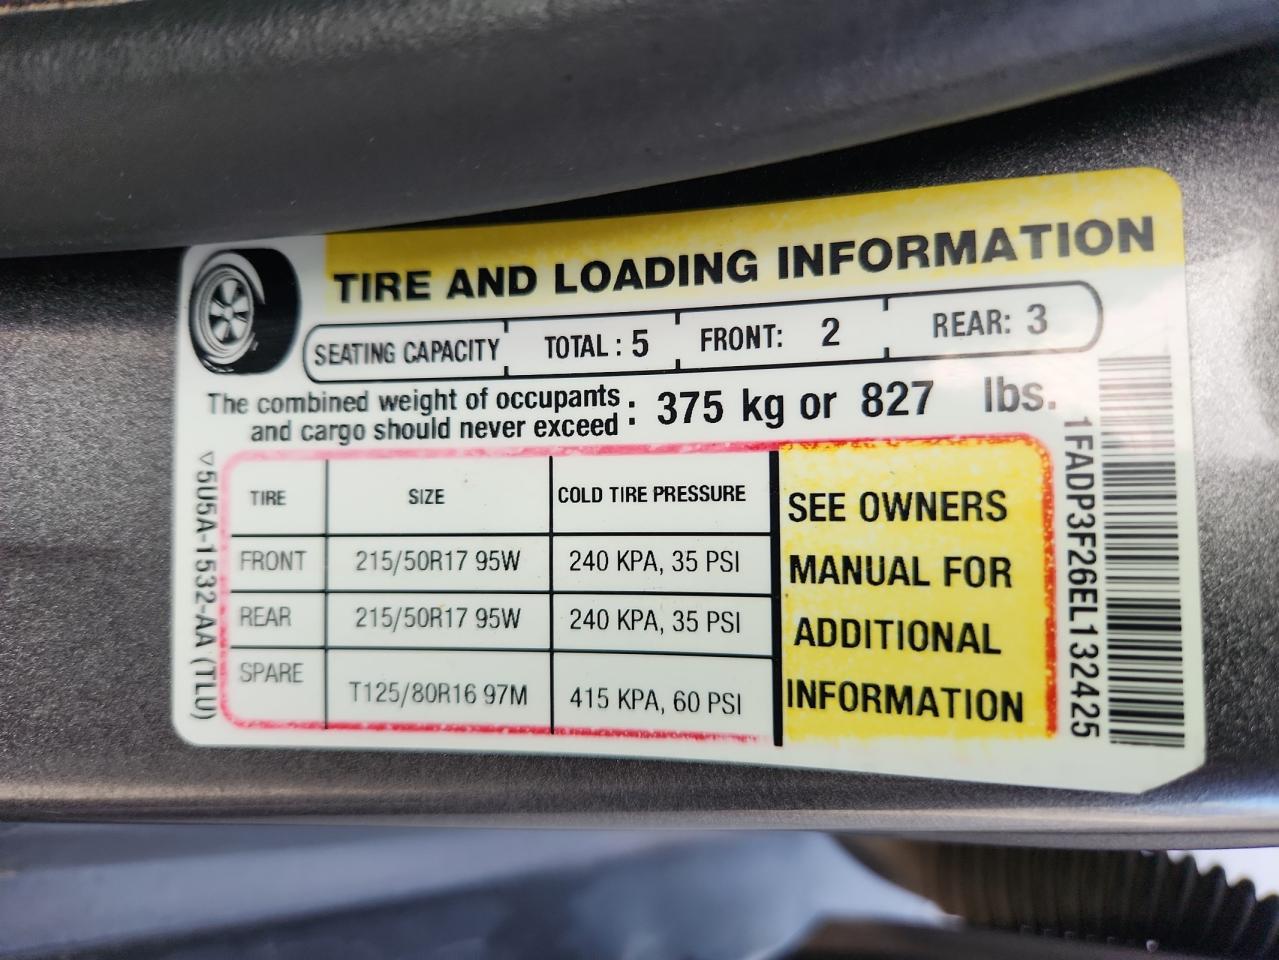 TIRE AND LOADING INFORMATION
SEATING CAPACITY TOTAL : 5 FRONT: 2 REAR: 3
The combined weight of occupants
and cargo should never exceed : 375 kg or 827 lbs.
TIRE SIZE COLD TIRE PRESSURE
FRONT 215/50R17 95W 240 KPA, 35 PSI
REAR 215/50R17 95W 240 KPA, 35 PSI
SPARE T125/80R16 97M 415 KPA, 60 PSI
SEE OWNERS
MANUAL FOR
ADDITIONAL
INFORMATION
▽5U5A-1532-AA (TLU)
1FADP3F26EL132425